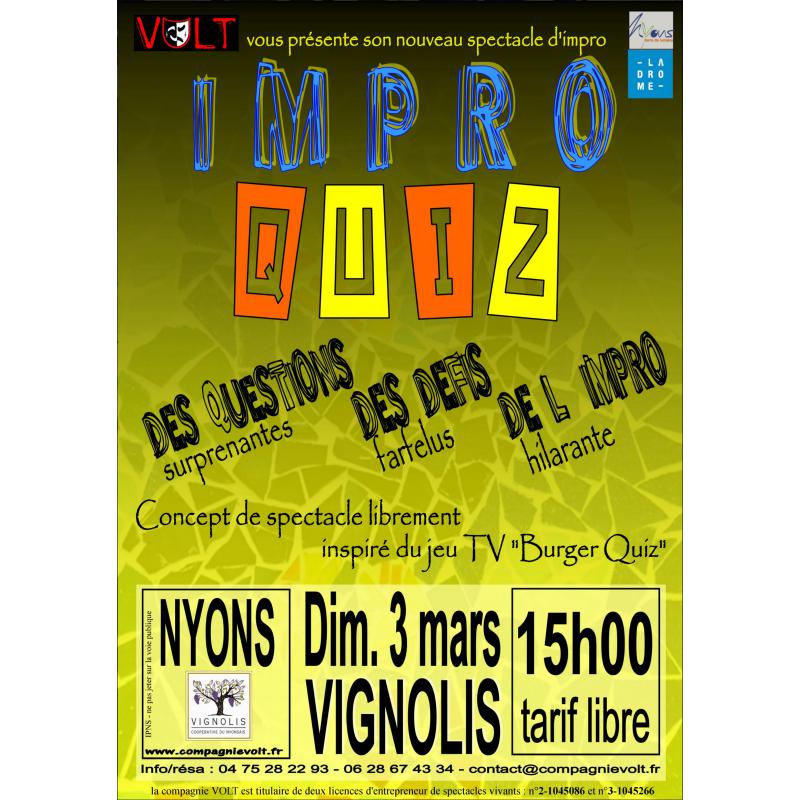 VOLT vous présente son nouveau spectacle d'impro
Nyons
- LA
DRO
ME -
IMPRO
QUIZ
DES QUESTIONS
surprenantes
DES DEFIS
farfelus
DE L IMPRO
hilarante
Concept de spectacle librement
inspiré du jeu TV "Burger Quiz"
IPNS - ne pas jeter sur la voie publique
NYONS
VIGNOLIS
COOPERATIVE DU NYONSAIS
www.compagnievolt.fr
Dim. 3 mars
VIGNOLIS
15h00
tarif libre
Info/résa : 04 75 28 22 93 - 06 28 67 43 34 - contact@compagnievolt.fr
la compagnie VOLT est titulaire de deux licences d'entrepreneur de spectacles vivants : n°2-1045086 et n°3-1045266